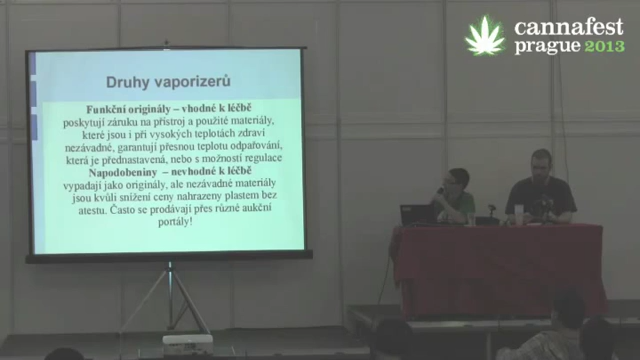 cannafest
prague 2013
Druhy vaporizerů
Funkční originály – vhodné k léčbě
poskytují záruku na přístroj a použité materiály,
které jsou i při vysokých teplotách zdraví
nezávadné, garantují přesnou teplotu odpařování,
která je přednastavená, nebo s možností regulace
Napodobeniny – nevhodné k léčbě
vypadají jako originály, ale nezávadné materiály
jsou kvůli snížení ceny nahrazeny plastem bez
atestu. Často se prodávají přes různé aukční
portály!